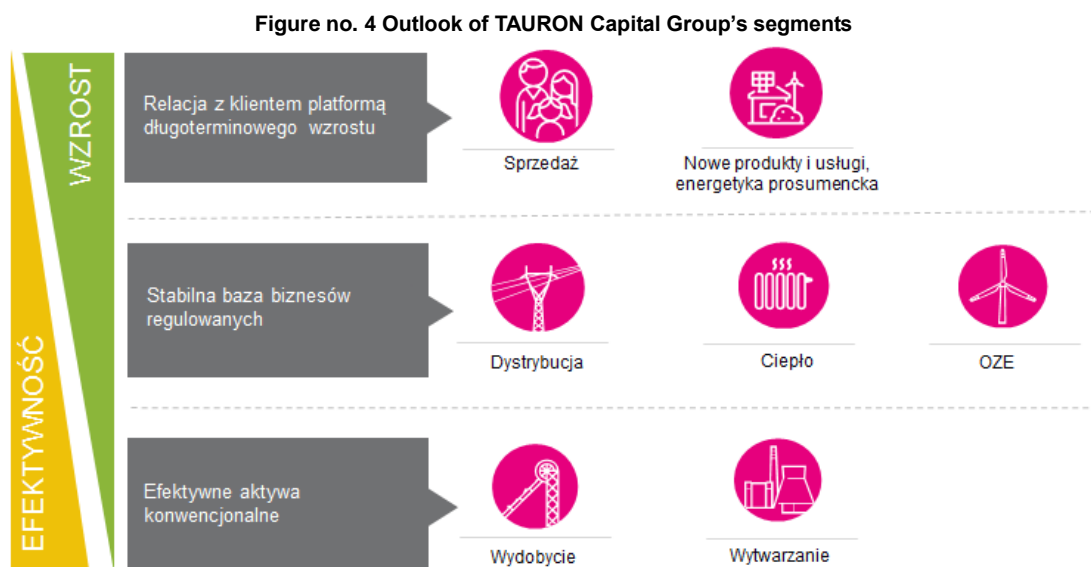 Figure no. 4 Outlook of TAURON Capital Group's segments
WZROST
EFEKTYWNOŚĆ
Relacja z klientem platformą
długoterminowego wzrostu
Sprzedaż
Nowe produkty i usługi,
energetyka prosumencka
Stabilna baza biznesów
regulowanych
Dystrybucja
Ciepło
OZE
Efektywne aktywa
konwencjonalne
Wydobycie
Wytwarzanie